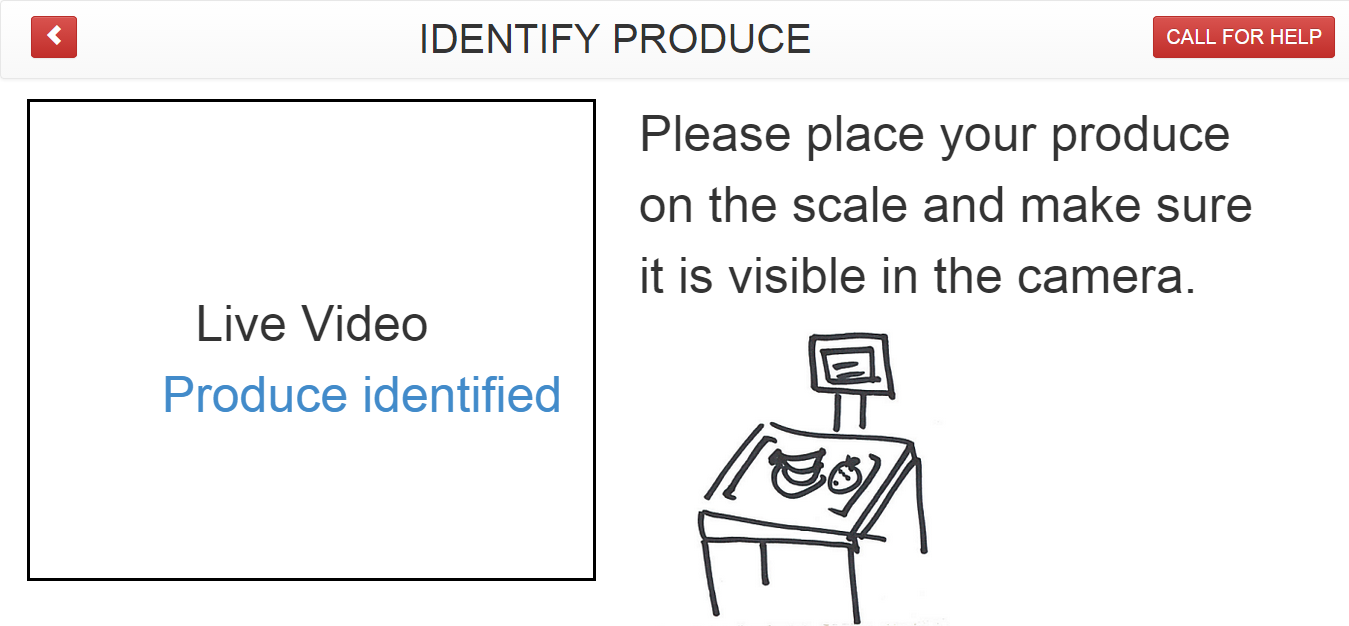 IDENTIFY PRODUCE
CALL FOR HELP
Live Video
Produce identified
Please place your produce
on the scale and make sure
it is visible in the camera.